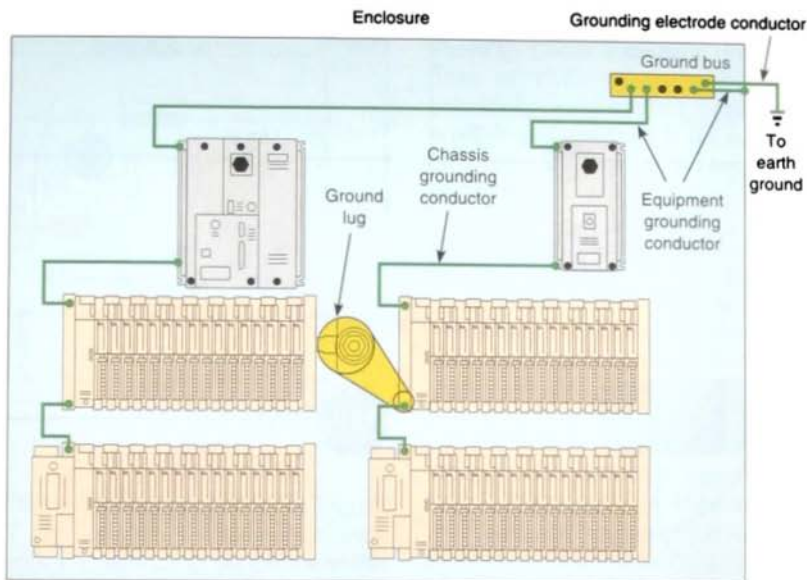 Enclosure
Grounding electrode conductor
Ground bus
To
earth
ground
Chassis
grounding
conductor
Ground
lug
Equipment
grounding
conductor